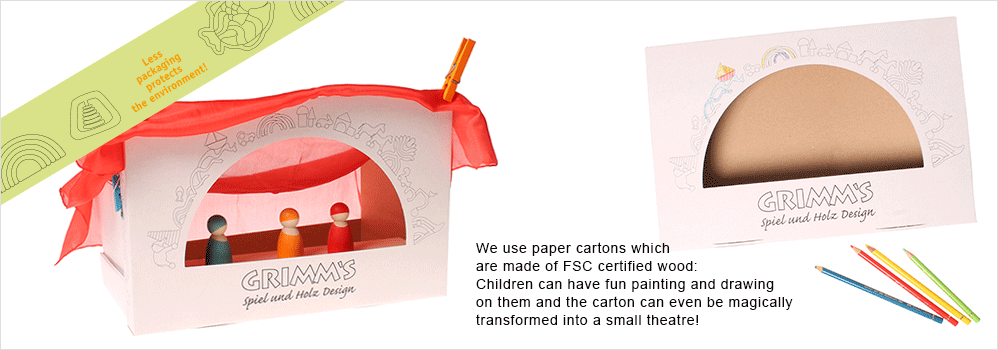 Less
packaging
protects
the environment!
GRIMM'S
Spiel und Holz Design
GRIMM'S
Spiel und Holz Design
We use paper cartons which
are made of FSC certified wood:
Children can have fun painting and drawing
on them and the carton can even be magically
transformed into a small theatre!